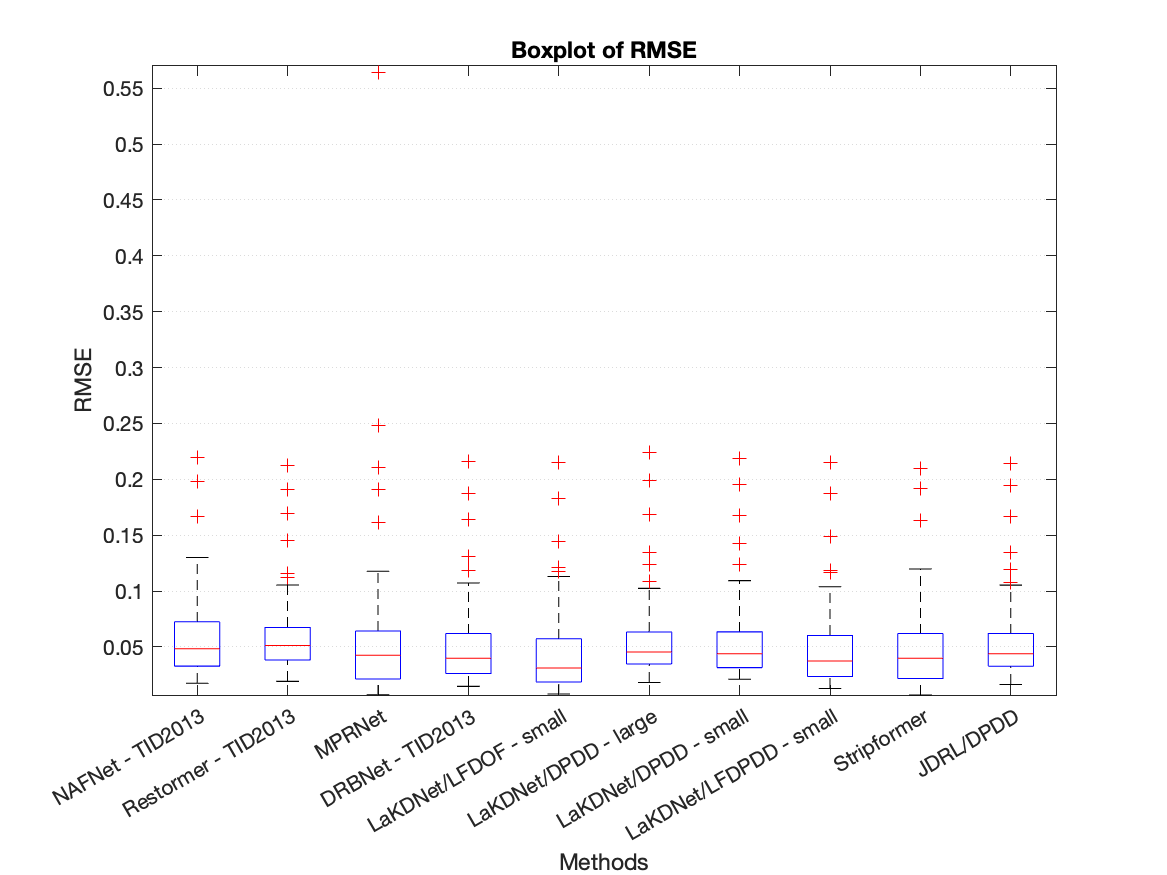 Boxplot of RMSE
0.55
0.5
0.45
0.4
0.35
0.3
0.25
0.2
0.15
0.1
0.05
RMSE
NAFNet - TID2013
Restormer - TID2013
MPRNet
DRBNet - TID2013
LaKDNet/LFDOF - small
LaKDNet/DPDD - large
LaKDNet/DPDD - small
LaKDNet/LFDPDD - small
Stripformer
JDRL/DPDD
Methods